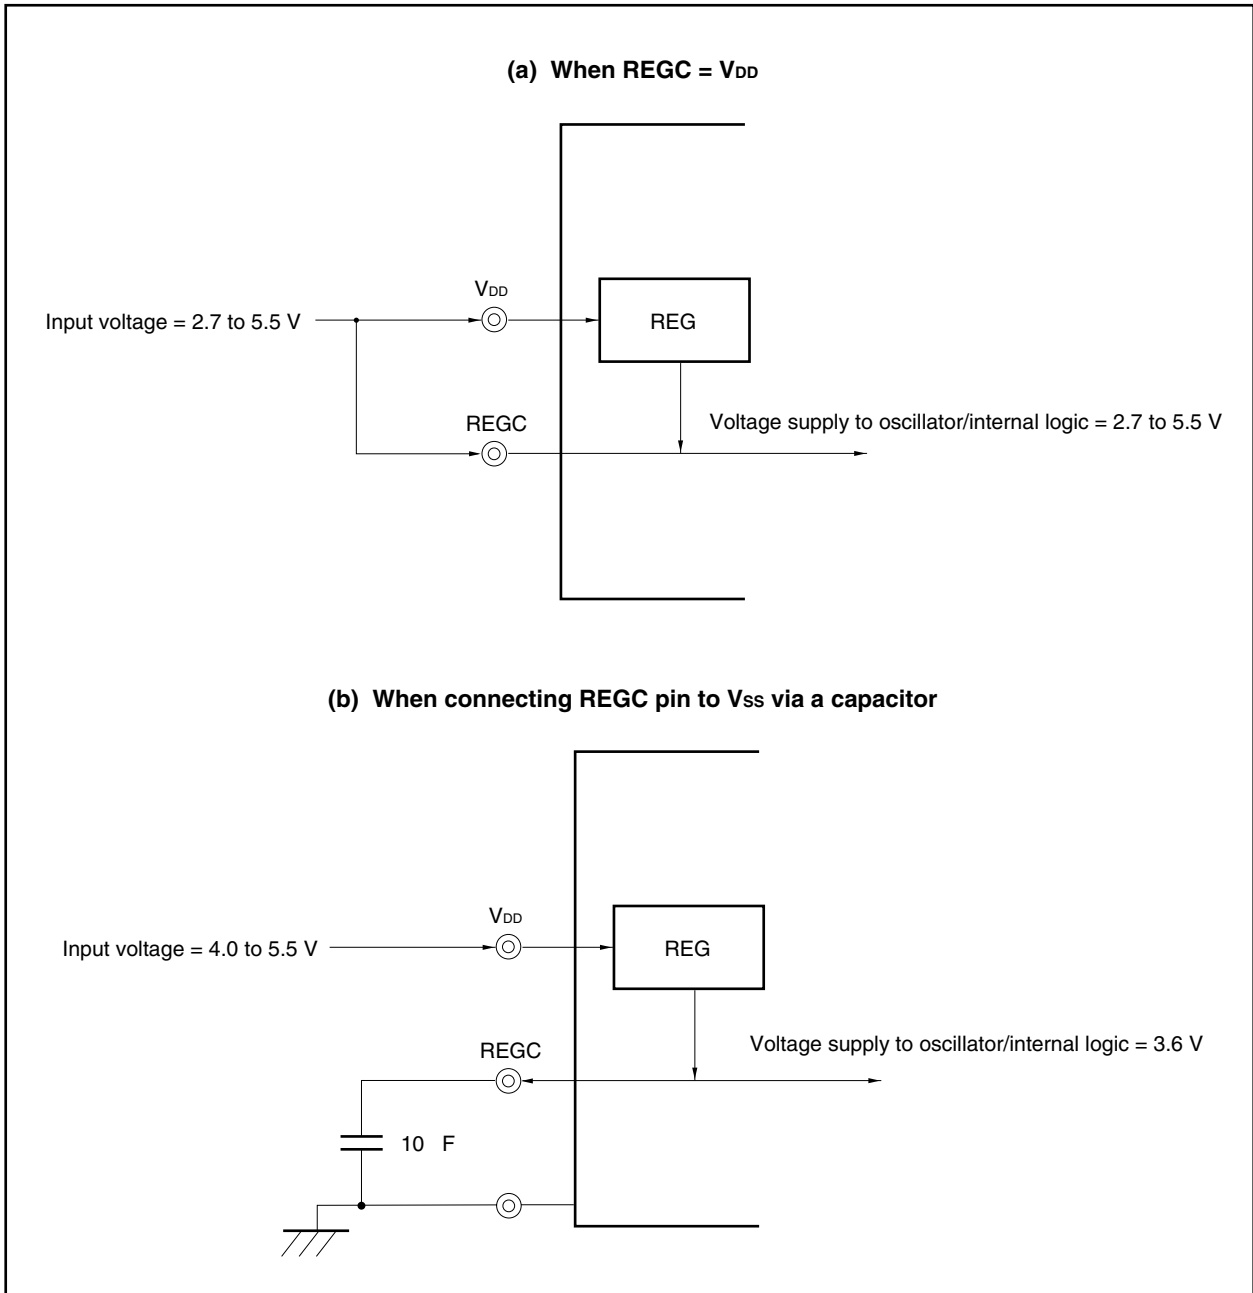 (a) When REGC = VDD
VDD
Input voltage = 2.7 to 5.5 V
REG
REGC
Voltage supply to oscillator/internal logic = 2.7 to 5.5 V
(b) When connecting REGC pin to VSS via a capacitor
VDD
Input voltage = 4.0 to 5.5 V
REG
REGC
Voltage supply to oscillator/internal logic = 3.6 V
10 F